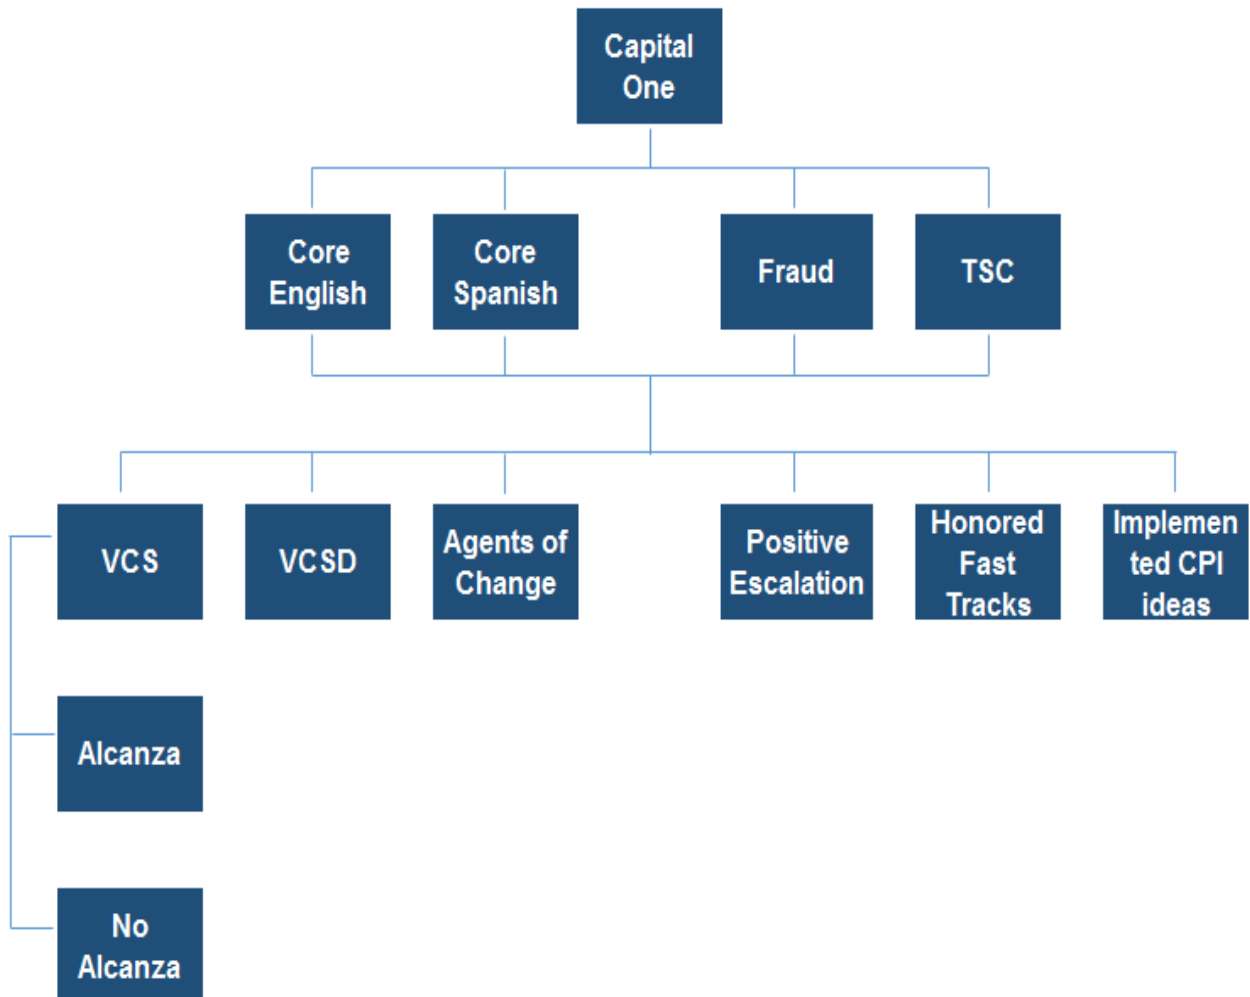 Capital
One
Core
English
Core
Spanish
Fraud
TSC
VCS
VCSD
Agents of
Change
Positive
Escalation
Honored
Fast
Tracks
Implemen
ted CPI
ideas
Alcanza
No
Alcanza